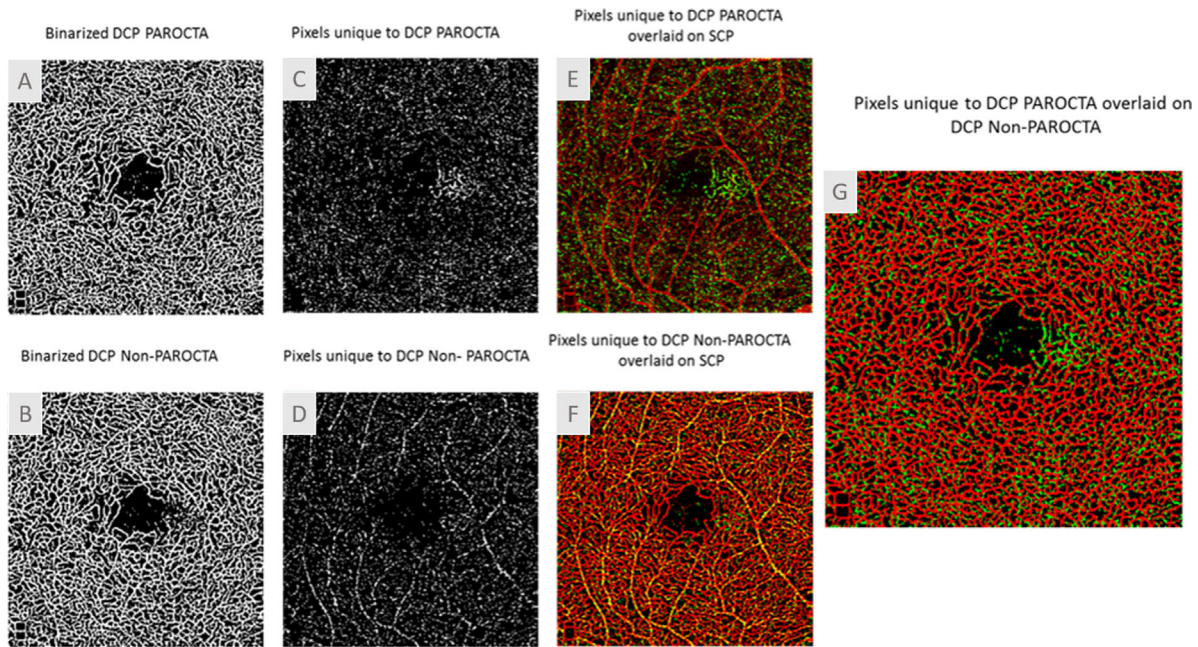 Binarized DCP PAROCTA
Pixels unique to DCP PAROCTA
Pixels unique to DCP PAROCTA
overlaid on SCP
A
C
E
Pixels unique to DCP PAROCTA overlaid on
DCP Non-PAROCTA
G
Binarized DCP Non-PAROCTA
Pixels unique to DCP Non- PAROCTA
Pixels unique to DCP Non-PAROCTA
overlaid on SCP
B
D
F